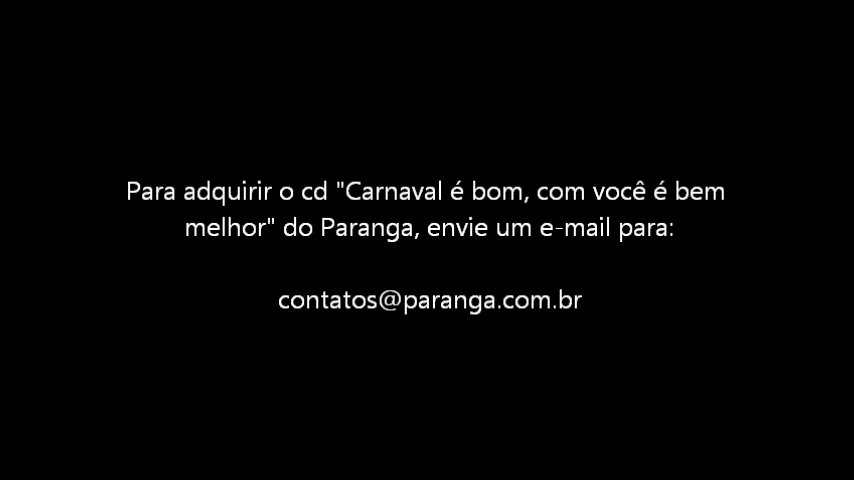 Para adquirir o cd "Carnaval é bom, com você é bem
melhor" do Paranga, envie um e-mail para:
contatos@paranga.com.br